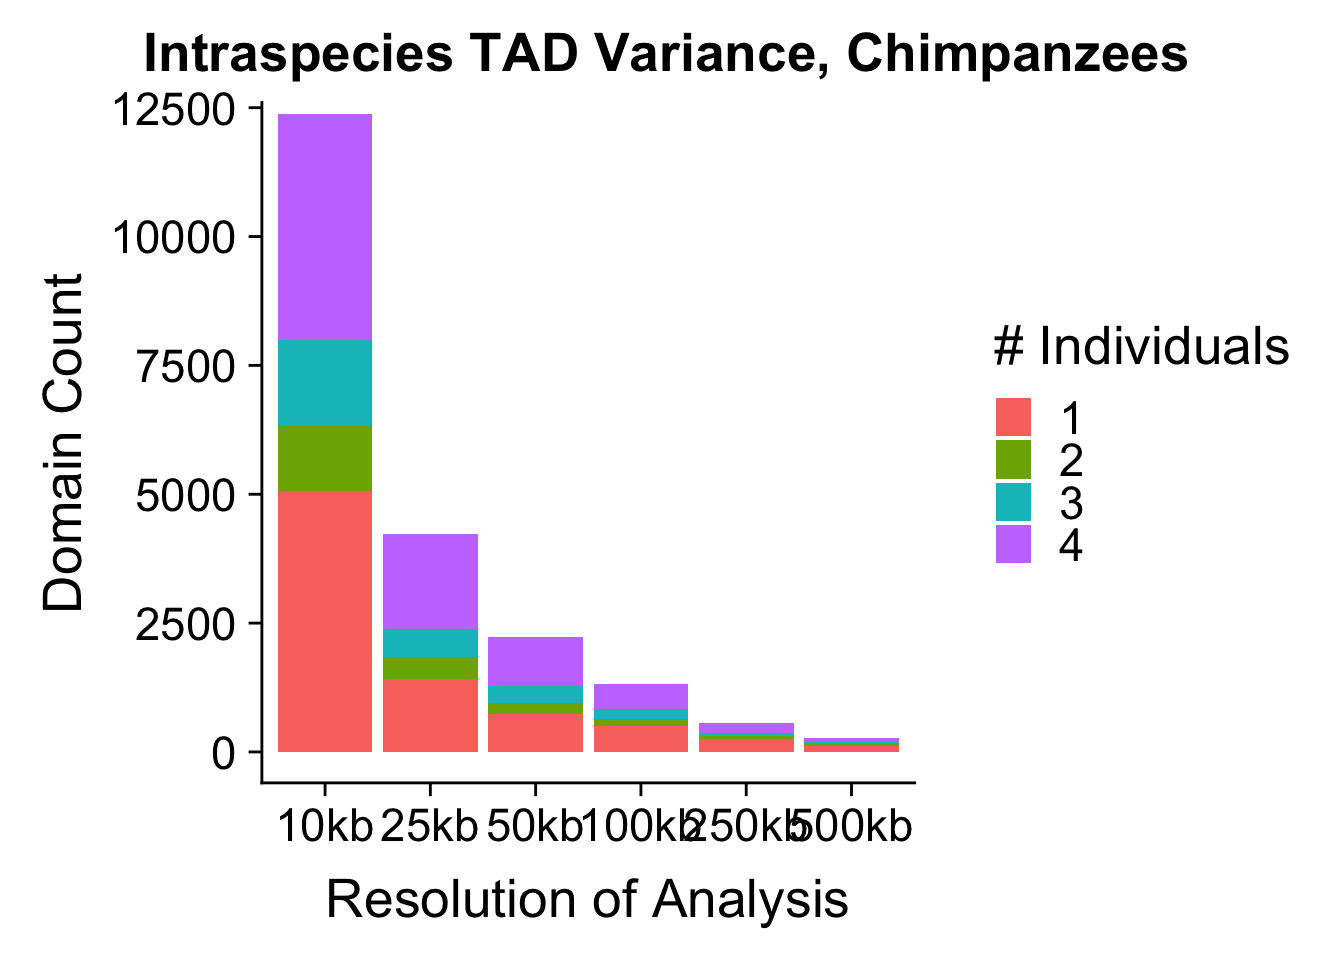 Intraspecies TAD Variance, Chimpanzees
12500
10000
7500
5000
2500
0
Domain Count
10kb 25kb 50kb 100kb 250kb 500kb
Resolution of Analysis
# Individuals
1
2
3
4